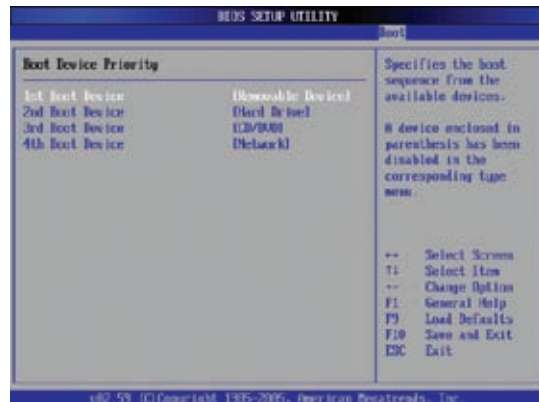 BIOS SETUP UTILITY
Boot
Boot Device Priority
1st Boot Device [Removable Device]
2nd Boot Device [Hard Drive]
3rd Boot Device [CD/DVD]
4th Boot Device [Network]
Specifies the boot
sequence from the
available devices.
A device enclosed in
parenthesis has been
disabled in the
corresponding type
menu.
↔ Select Screen
↑↓ Select Item
+- Change Option
F1 General Help
F9 Load Defaults
F10 Save and Exit
ESC Exit
v02.59 (C)Copyright 1985-2005, American Megatrends, Inc.